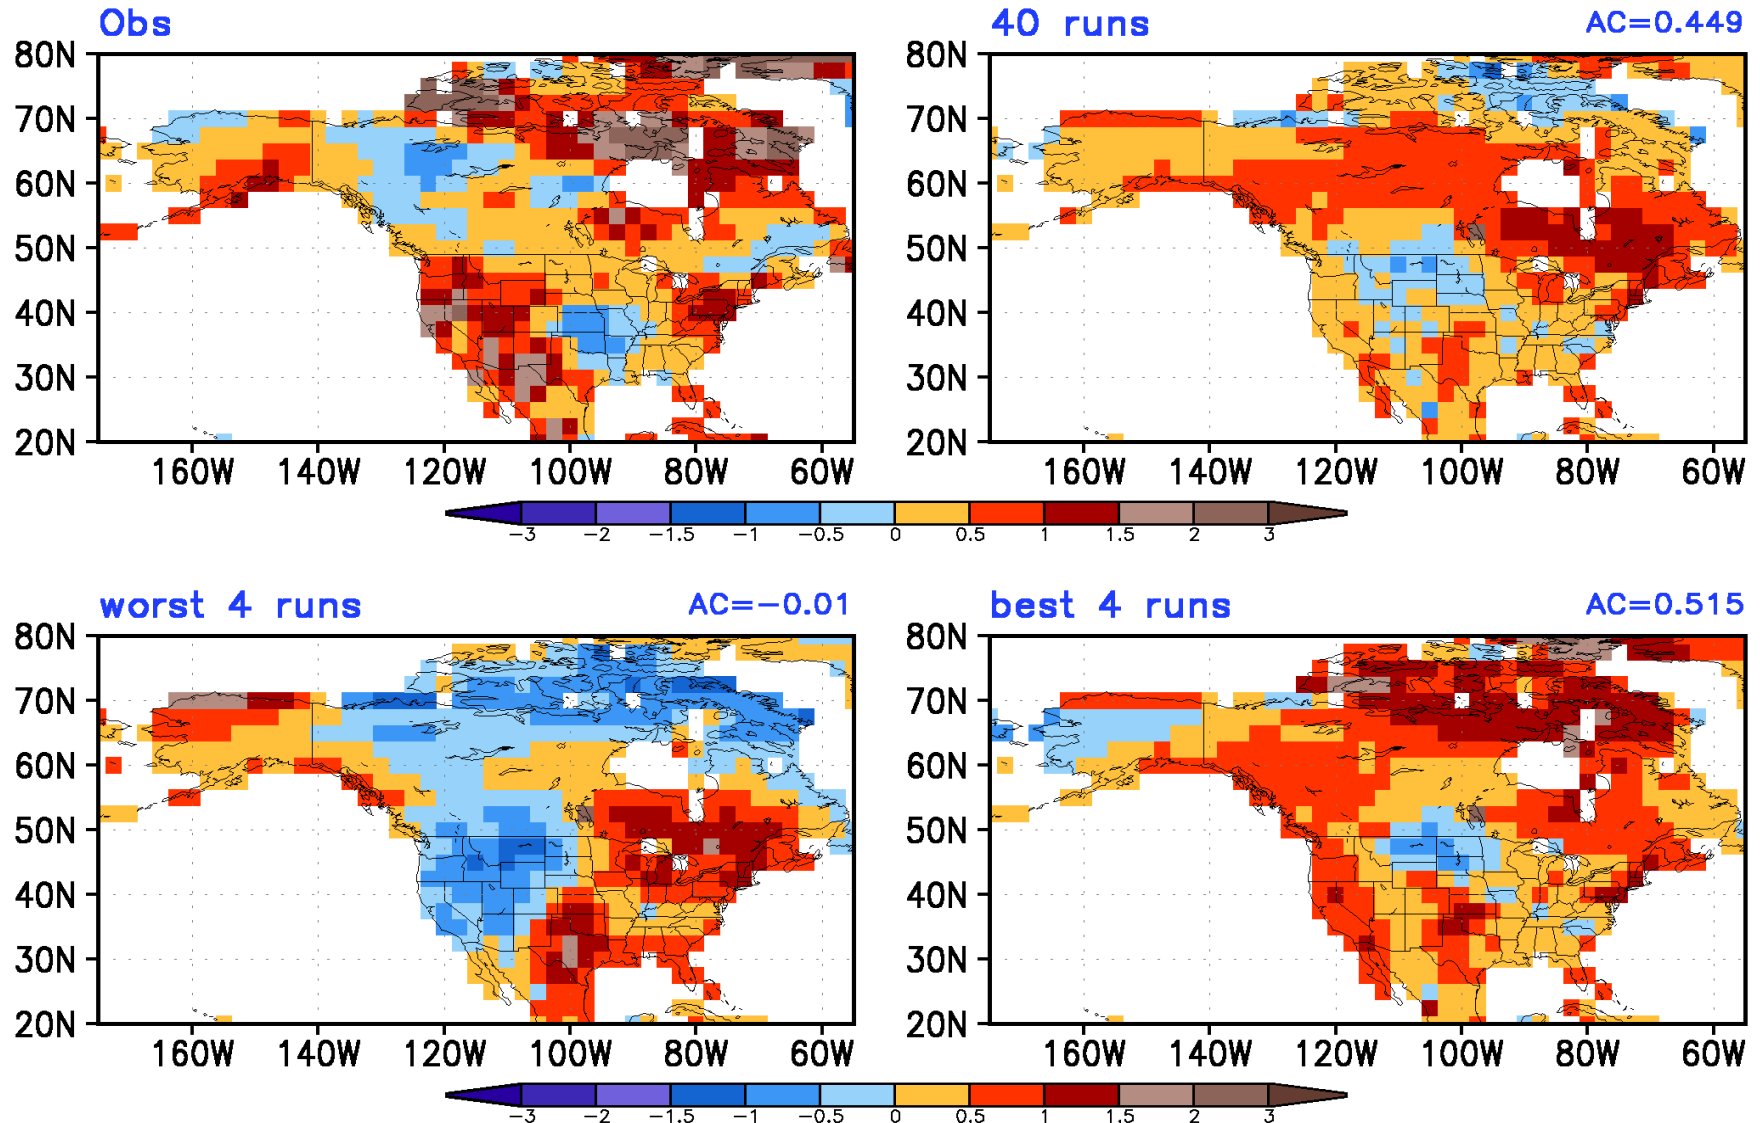 Obs
40 runs AC=0.449
80N 80N
70N 70N
60N 60N
50N 50N
40N 40N
30N 30N
20N 20N
160W 140W 120W 100W 80W 60W 160W 140W 120W 100W 80W 60W
-3 -2 -1.5 -1 -0.5 0 0.5 1 1.5 2 3
worst 4 runs AC=-0.01
best 4 runs AC=0.515
80N 80N
70N 70N
60N 60N
50N 50N
40N 40N
30N 30N
20N 20N
160W 140W 120W 100W 80W 60W 160W 140W 120W 100W 80W 60W
-3 -2 -1.5 -1 -0.5 0 0.5 1 1.5 2 3